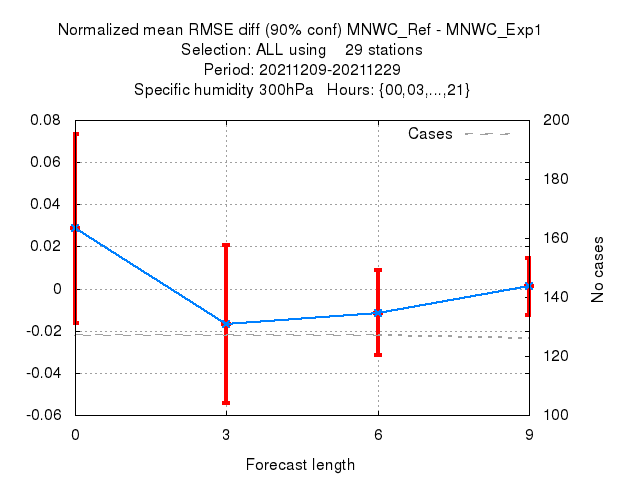 Normalized mean RMSE diff (90% conf) MNWC_Ref - MNWC_Exp1
Selection: ALL using 29 stations
Period: 20211209-20211229
Specific humidity 300hPa Hours: {00,03,...,21}
0.08
0.06
0.04
0.02
0
-0.02
-0.04
-0.06
Cases
200
180
160
140
120
100
No cases
0 3 6 9
Forecast length